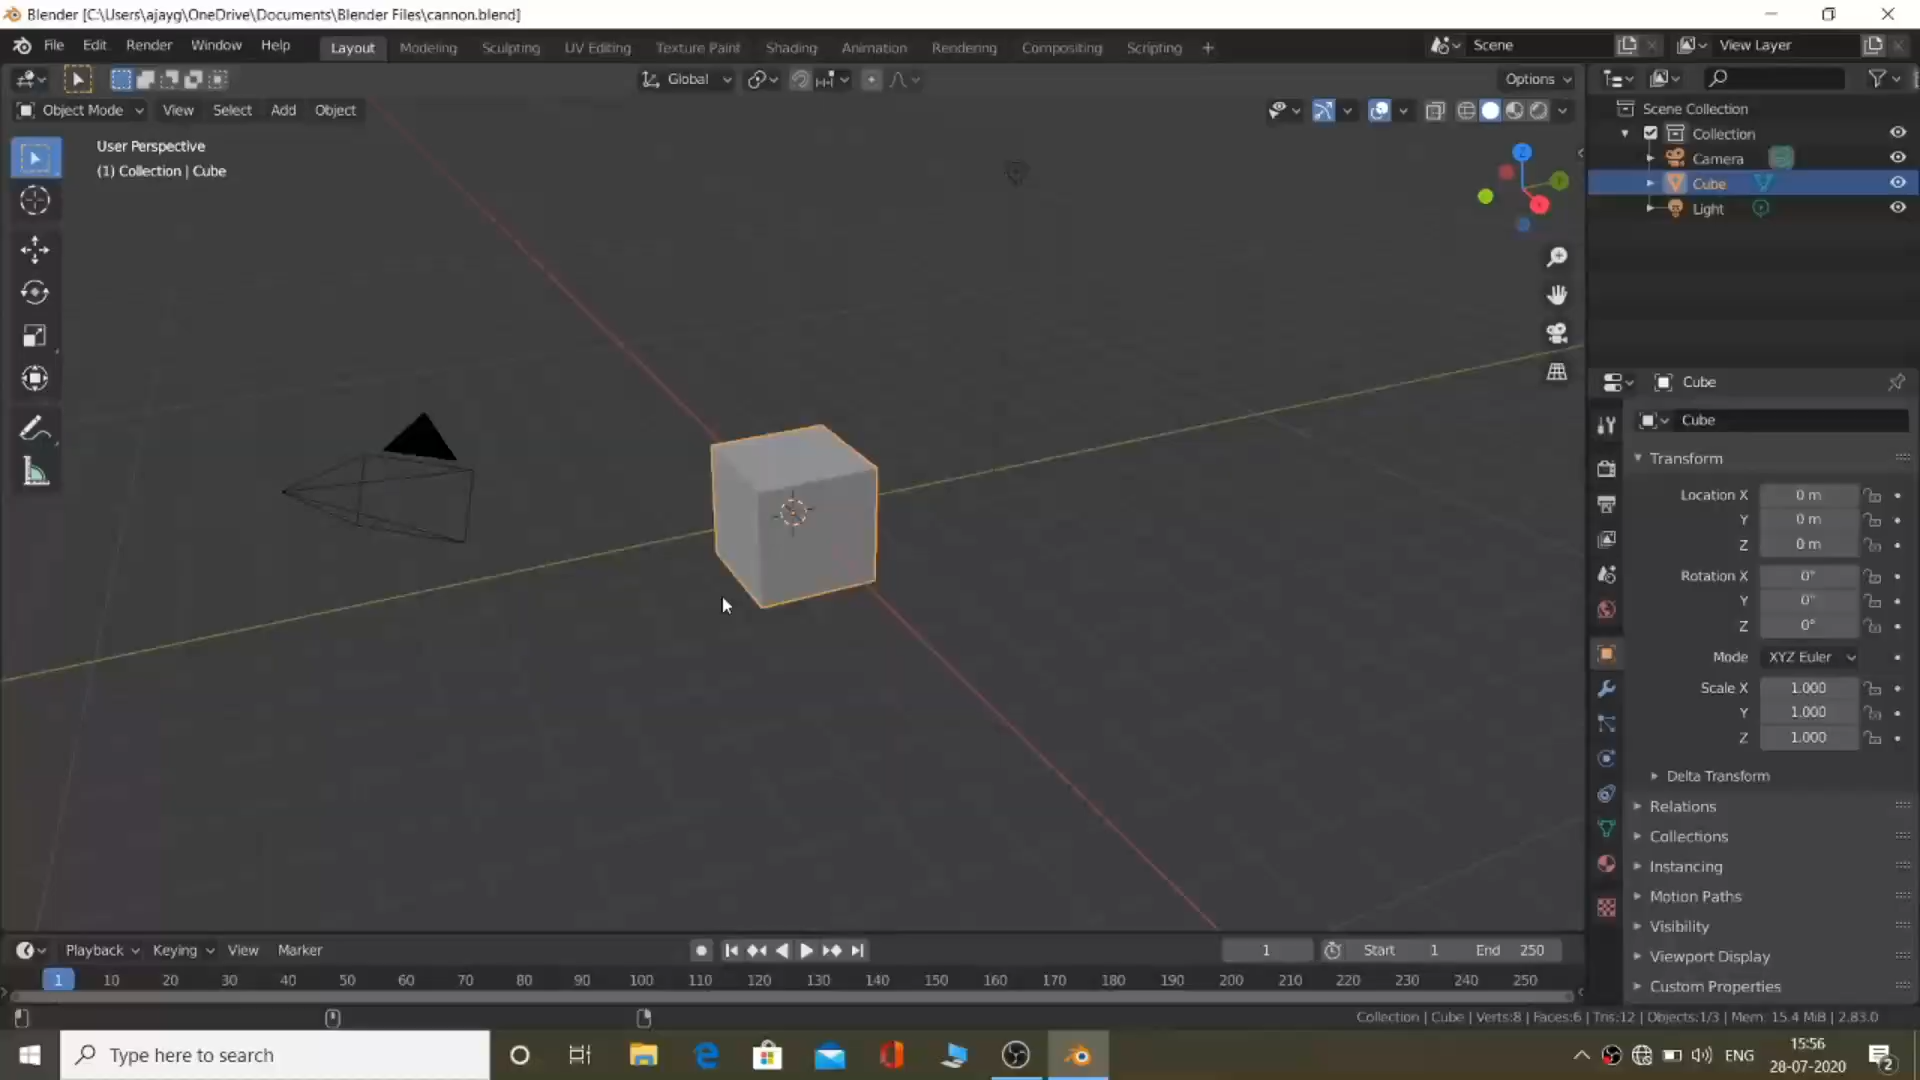 Blender [C:\Users\ajayg\OneDrive\Documents\Blender Files\cannon.blend]
File Edit Render Window Help Layout Modeling Sculpting UV Editing Texture Paint Shading Animation Rendering Compositing Scripting + Scene View Layer
Global Options
Object Mode View Select Add Object
User Perspective
(1) Collection | Cube
Z
Scene Collection
Collection
Camera
Cube
Light
Cube
Cube
Transform
Location X 0 m
Y 0 m
Z 0 m
Rotation X 0°
Y 0°
Z 0°
Mode XYZ Euler
Scale X 1.000
Y 1.000
Z 1.000
Delta Transform
Relations
Collections
Instancing
Motion Paths
Visibility
Viewport Display
Custom Properties
Playback Keying View Marker 1 Start 1 End 250
1 10 20 30 40 50 60 70 80 90 100 110 120 130 140 150 160 170 180 190 200 210 220 230 240 250
Collection | Cube | Verts:8 | Faces:6 | Tris:12 | Objects:1/3 | Mem: 15.4 MiB | 2.83.0
Type here to search
ENG
15:56
28-07-2020
2